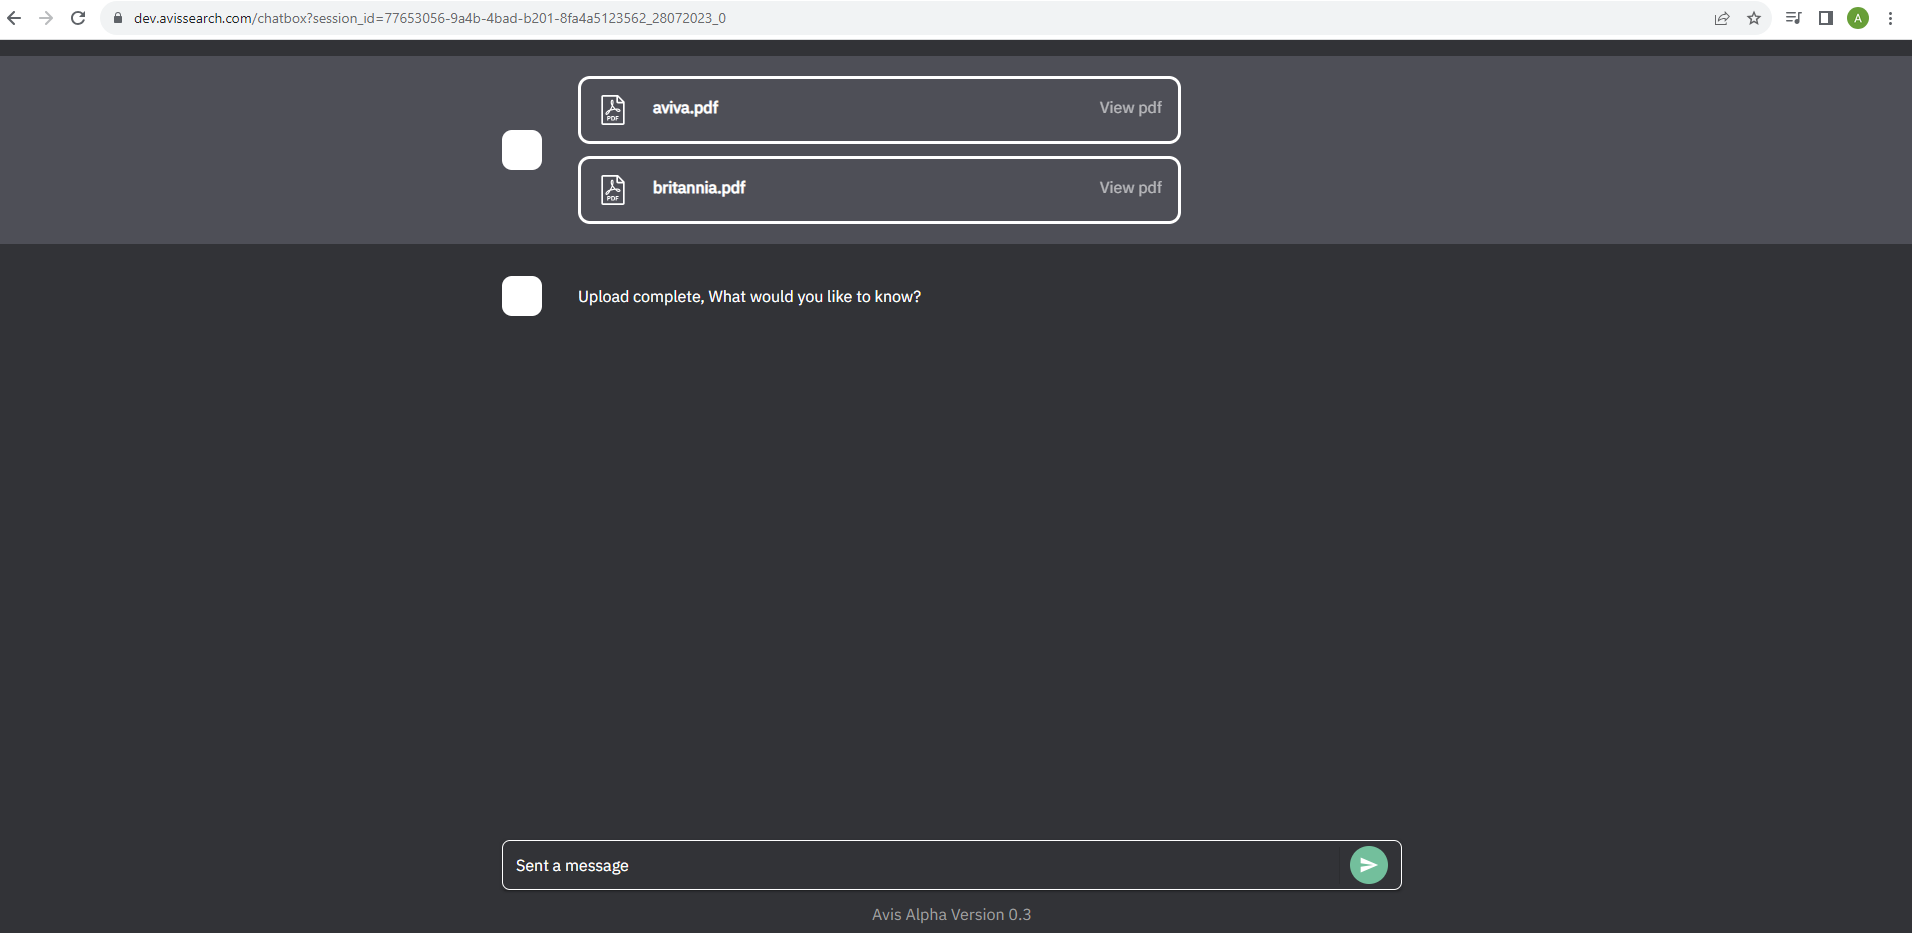 dev.avissearch.com/chatbox?session_id=77653056-9a4b-4bad-b201-8fa4a5123562_28072023_0
A
PDF
aviva.pdf View pdf
PDF
britannia.pdf View pdf
Upload complete, What would you like to know?
Sent a message
Avis Alpha Version 0.3